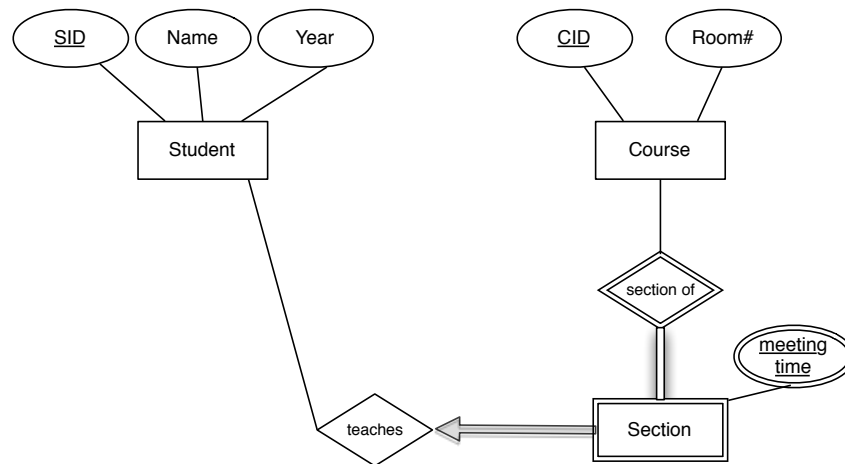 SID
Name
Year
CID
Room#
Student
Course
section of
meeting
time
teaches
Section